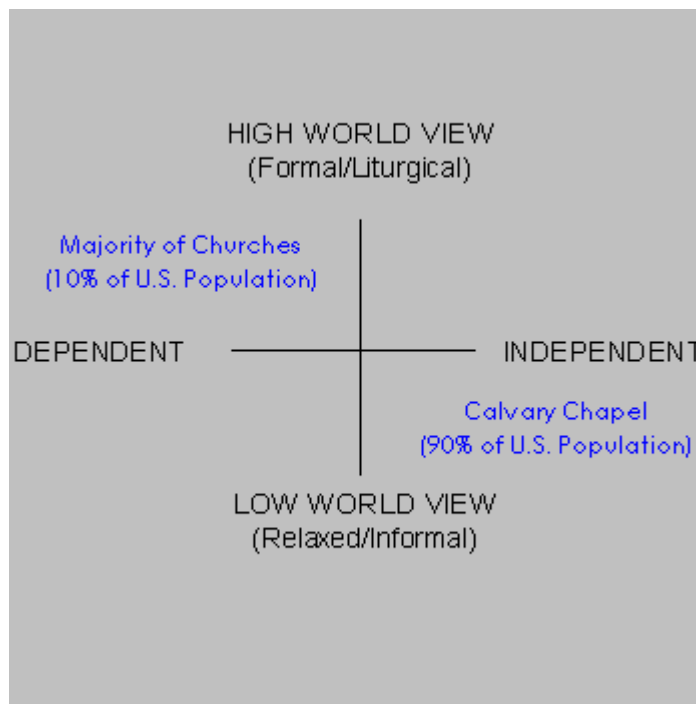 HIGH WORLD VIEW
(Formal/Liturgical)
Majority of Churches
(10% of U.S. Population)
DEPENDENT
INDEPENDENT
Calvary Chapel
(90% of U.S. Population)
LOW WORLD VIEW
(Relaxed/Informal)